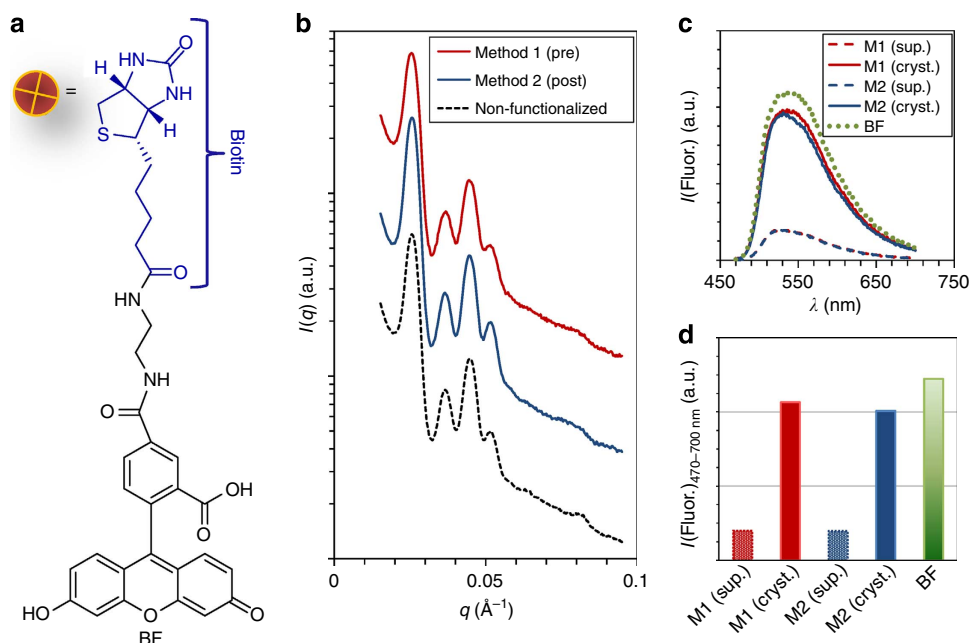 a
=
HN
O
H
NH
S
H
Biotin
O
HN
NH
O
OH
O
HO
O
O
BF
b
Method 1 (pre)
Method 2 (post)
Non-functionalized
I(q) (a.u.)
0
0.05
0.1
q (Å⁻¹)
c
M1 (sup.)
M1 (cryst.)
M2 (sup.)
M2 (cryst.)
BF
I(Fluor.) (a.u.)
450
550
650
750
λ (nm)
d
I(Fluor.)470–700 nm (a.u.)
M1 (sup.)
M1 (cryst.)
M2 (sup.)
M2 (cryst.)
BF